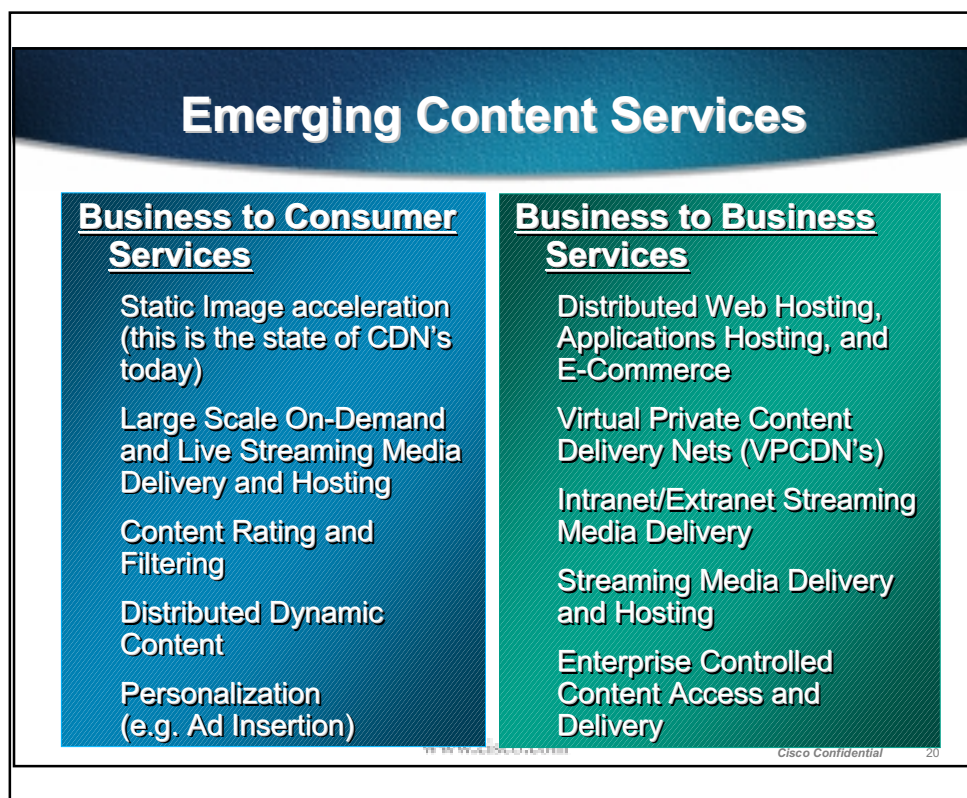 Emerging Content Services
Business to Consumer
Services
Static Image acceleration
(this is the state of CDN's
today)
Large Scale On-Demand
and Live Streaming Media
Delivery and Hosting
Content Rating and
Filtering
Distributed Dynamic
Content
Personalization
(e.g. Ad Insertion)
Business to Business
Services
Distributed Web Hosting,
Applications Hosting, and
E-Commerce
Virtual Private Content
Delivery Nets (VPCDN's)
Intranet/Extranet Streaming
Media Delivery
Streaming Media Delivery
and Hosting
Enterprise Controlled
Content Access and
Delivery
Cisco Confidential 20